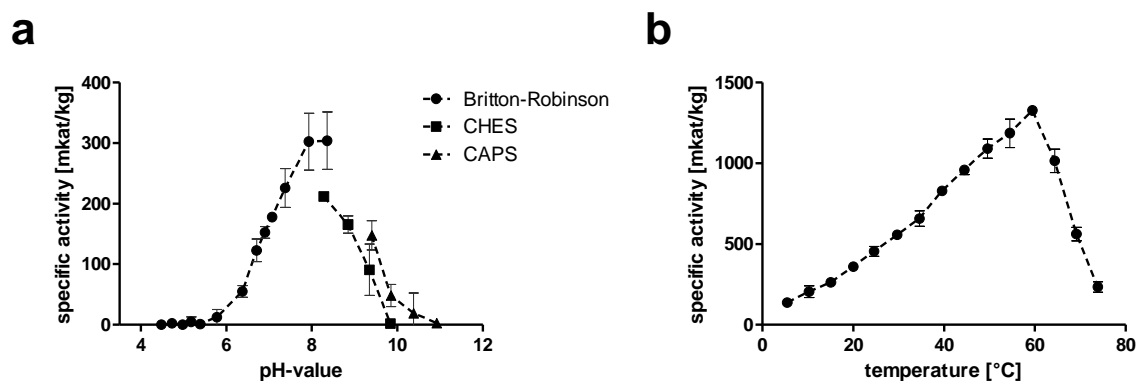 a
b
400
300
200
100
0
specific activity [mkat/kg]
4 6 8 10 12
pH-value
Britton-Robinson
CHES
CAPS
1500
1000
500
0
specific activity [mkat/kg]
0 20 40 60 80
temperature [°C]